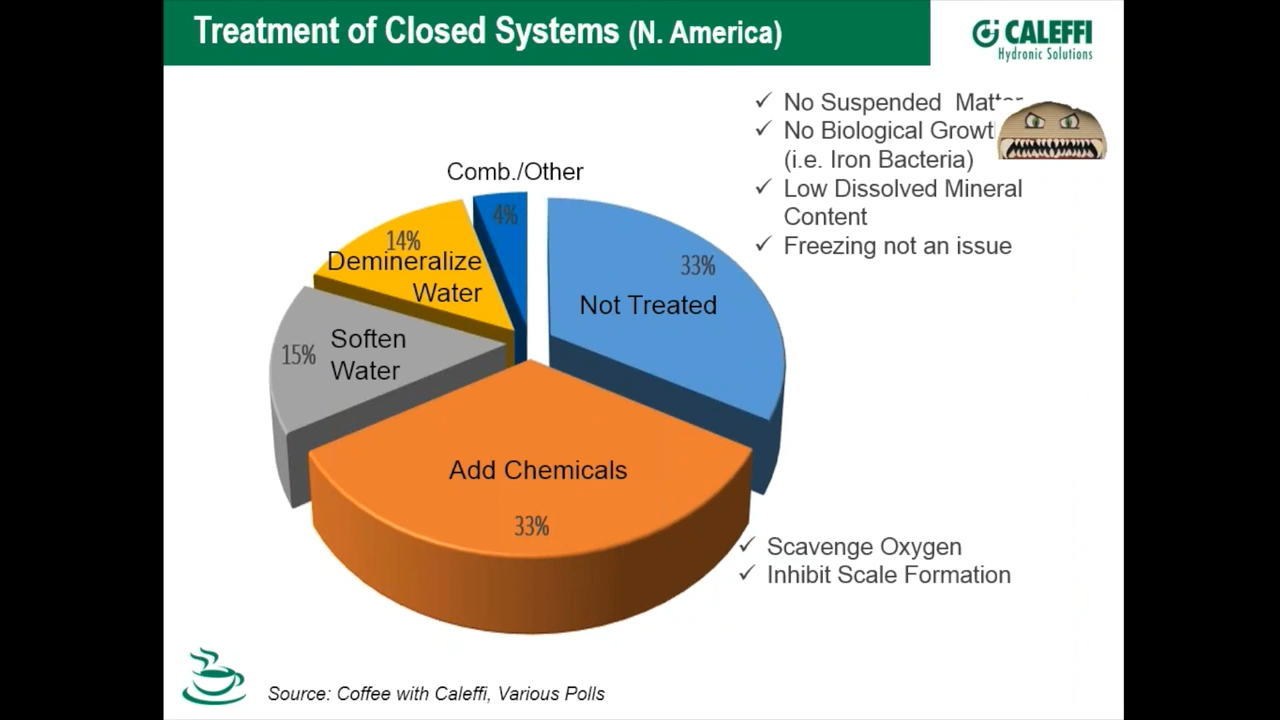 Treatment of Closed Systems (N. America)
CALEFFI
Hydronic Solutions
✓ No Suspended Matter
✓ No Biological Growth
(i.e. Iron Bacteria)
✓ Low Dissolved Mineral
Content
✓ Freezing not an issue
Comb./Other
4%
14%
Demineralize
Water
33%
Not Treated
15%
Soften
Water
Add Chemicals
33%
✓ Scavenge Oxygen
✓ Inhibit Scale Formation
Source: Coffee with Caleffi, Various Polls